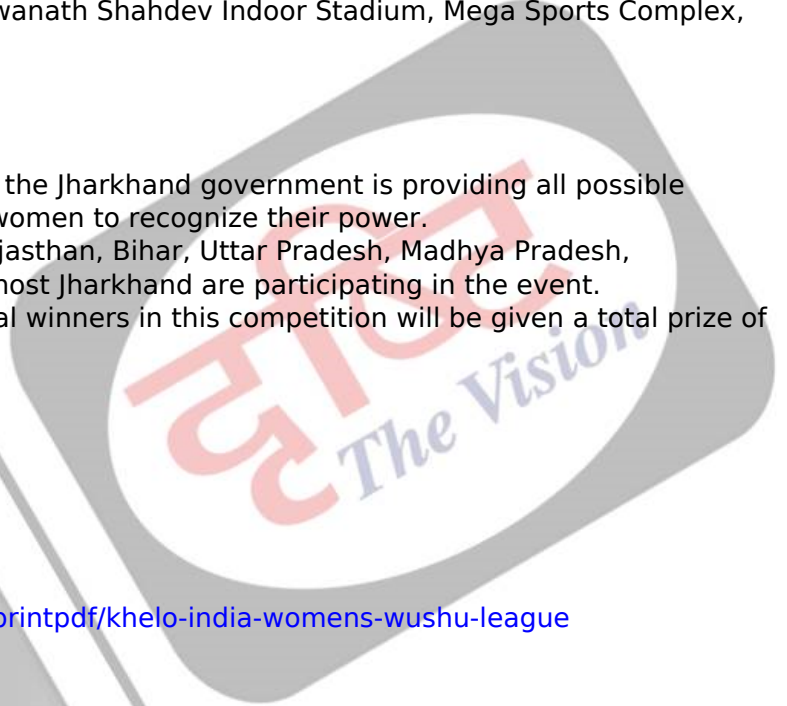 wanath Shahdev Indoor Stadium, Mega Sports Complex,
the Jharkhand government is providing all possible
women to recognize their power.
jasthan, Bihar, Uttar Pradesh, Madhya Pradesh,
host Jharkhand are participating in the event.
al winners in this competition will be given a total prize of
दृष्टि
The Vision
printpdf/khelo-india-womens-wushu-league